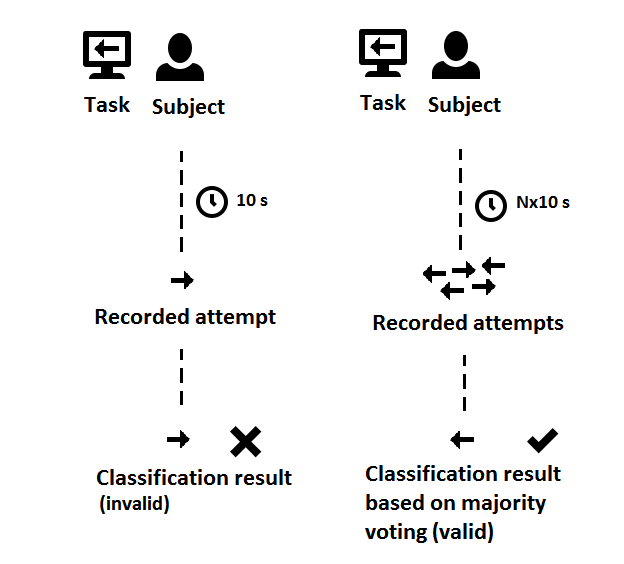 Task Subject
10 s
Recorded attempt
Classification result
(invalid)
Task Subject
Nx10 s
Recorded attempts
Classification result
based on majority
voting (valid)